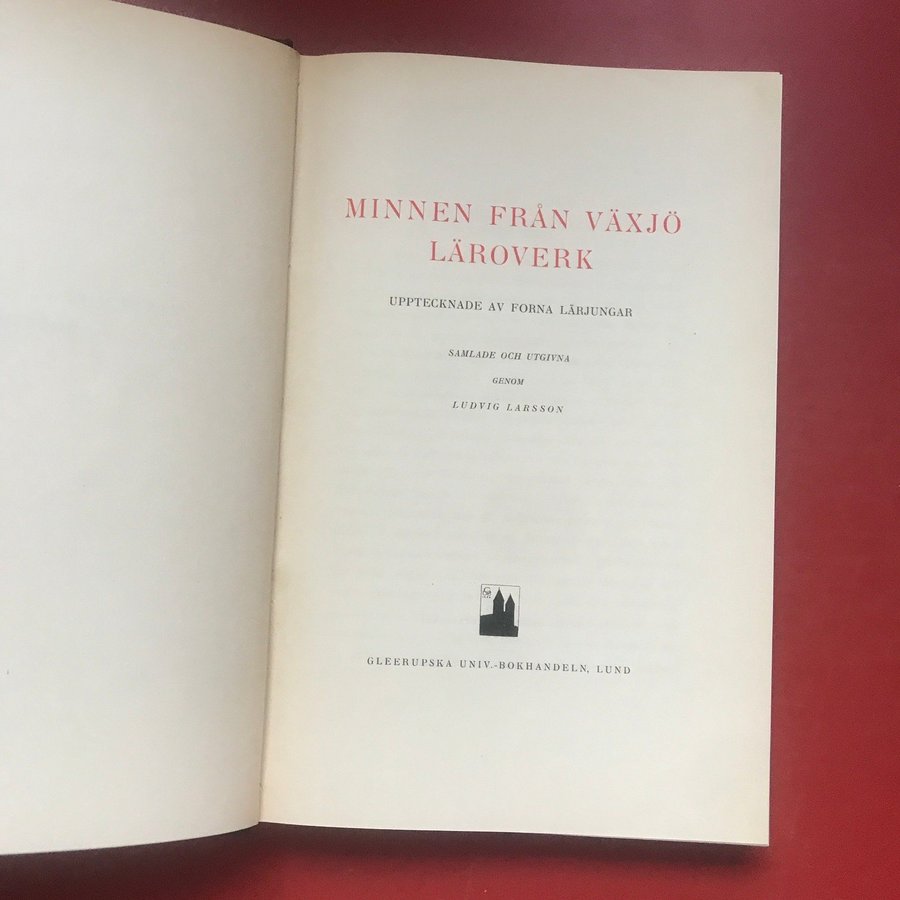 MINNEN FRÅN VÄXJÖ
LÄROVERK
UPPTECKNADE AV FORNA LÄRJUNGAR
SAMLADE OCH UTGIVNA
GENOM
LUDVIG LARSSON
GLEERUPSKA UNIV.-BOKHANDELN, LUND